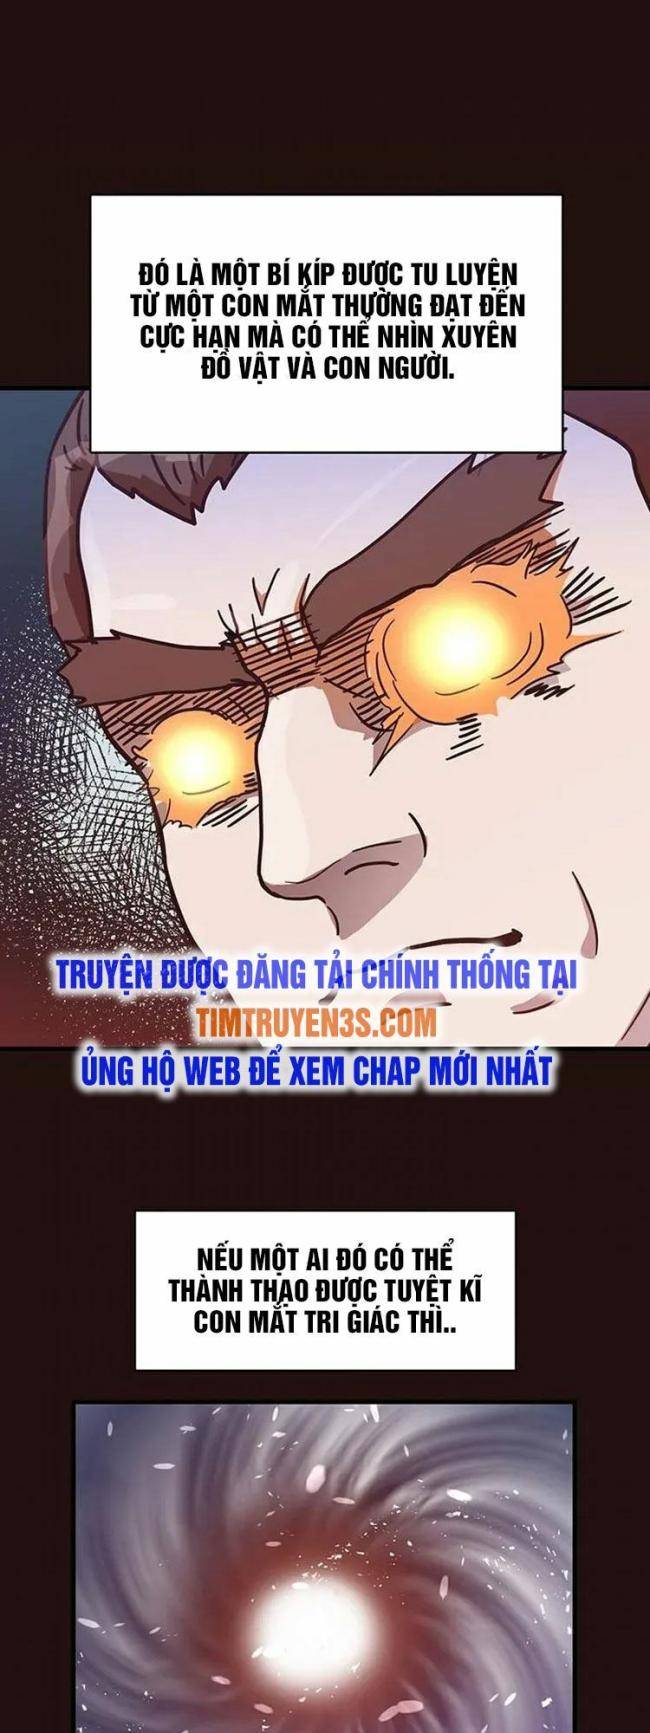 ĐÓ LÀ MỘT BÍ KÍP ĐƯỢC TU LUYỆN
TỪ MỘT CON MẮT THƯỜNG ĐẠT ĐẾN
CỰC HẠN MÀ CÓ THỂ NHÌN XUYÊN
ĐỒ VẬT VÀ CON NGƯỜI.
TRUYỆN ĐƯỢC ĐĂNG TẢI CHÍNH THỐNG TẠI
TIMTRUYEN3S.COM
ỦNG HỘ WEB ĐỂ XEM CHAP MỚI NHẤT
NẾU MỘT AI ĐÓ CÓ THỂ
THÀNH THẠO ĐƯỢC TUYỆT KĨ
CON MẮT TRI GIÁC THÌ..